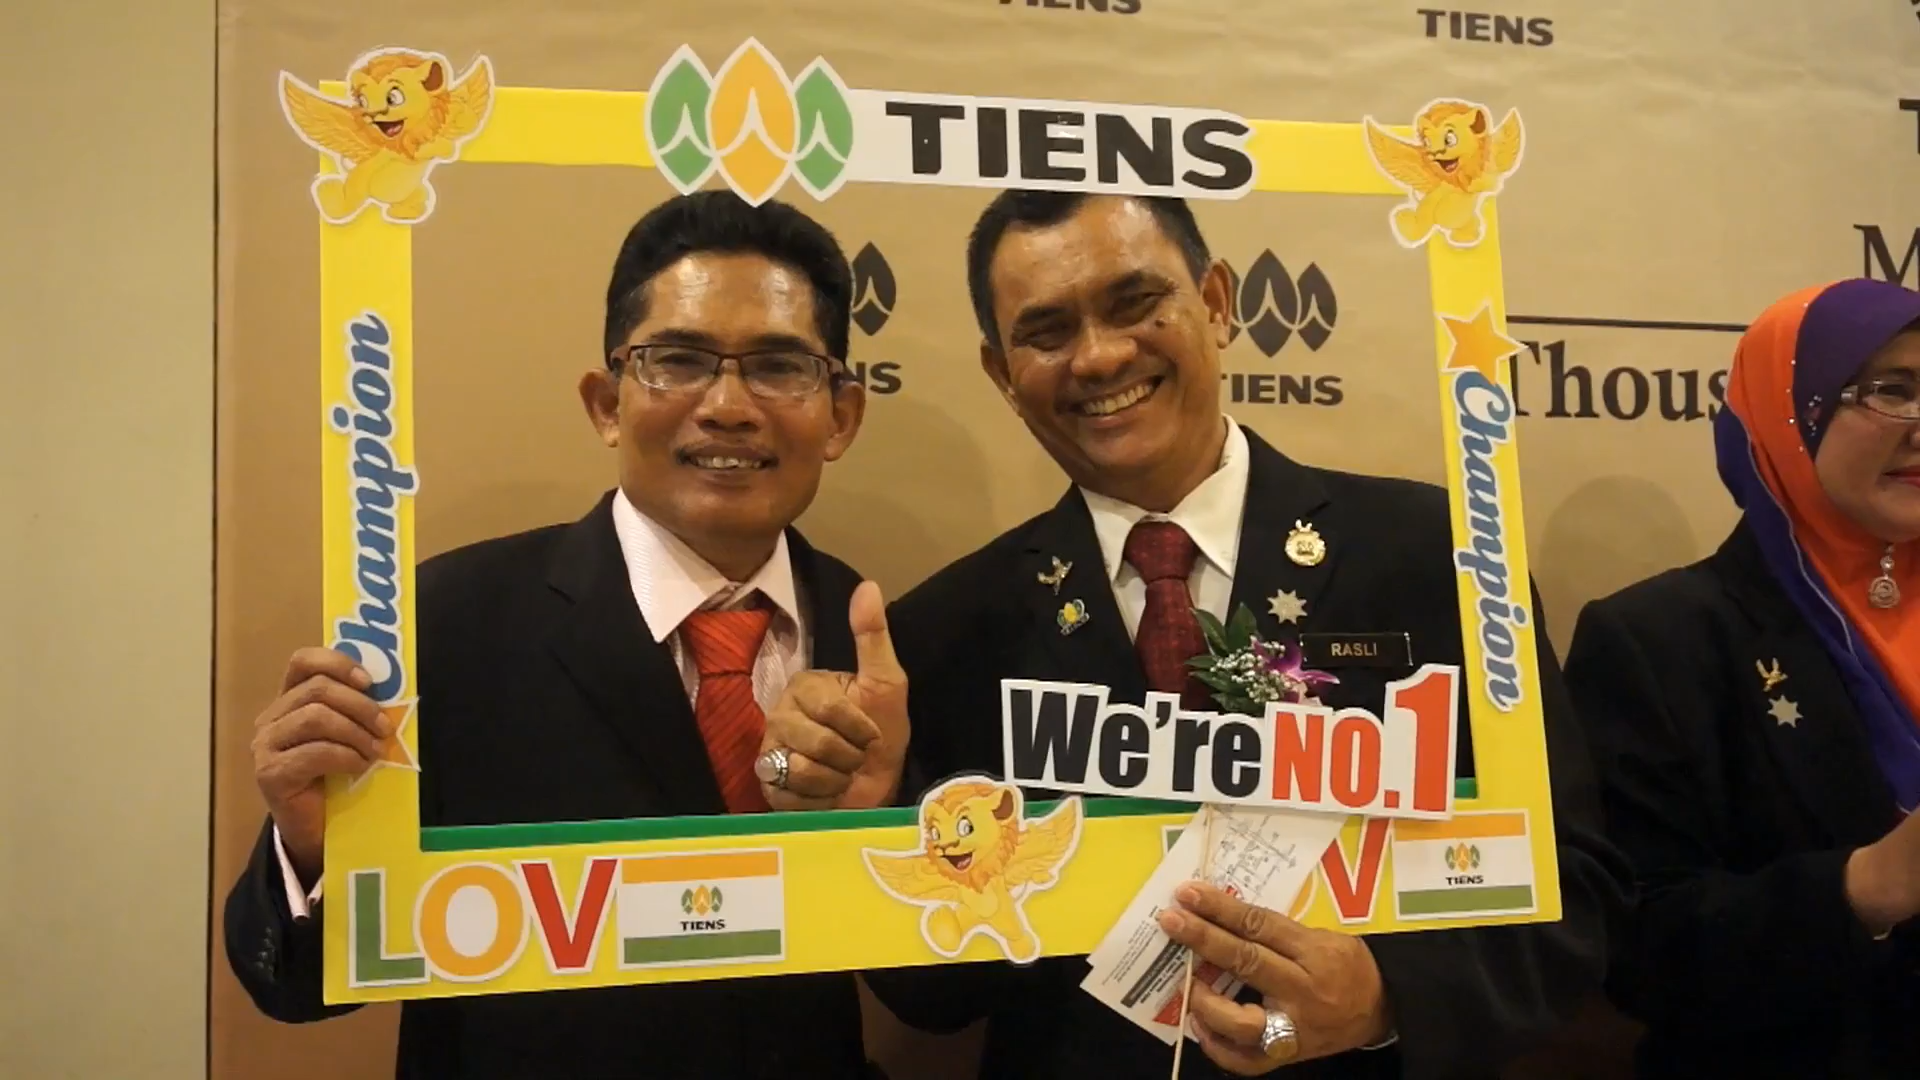 TIENS
TIENS
TIENS
TIENS
Thous
Champion
Champion
RASLI
We're NO.1
LOV
TIENS
TIENS